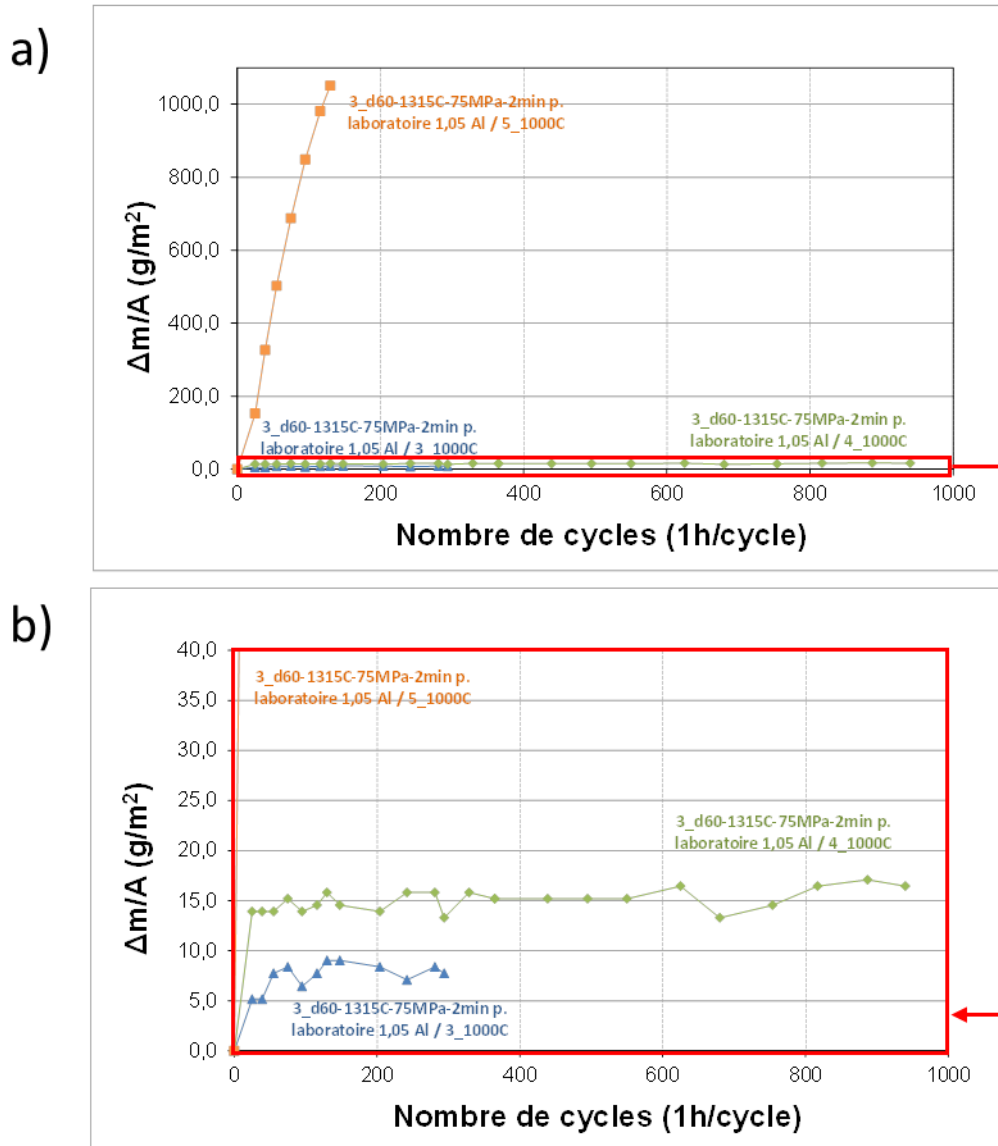 a)
1000,0
800,0
600,0
400,0
200,0
0,0
Δm/A (g/m²)
3_d60-1315C-75MPa-2min p.
laboratoire 1,05 Al / 5_1000C
3_d60-1315C-75MPa-2min p.
laboratoire 1,05 Al / 3_1000C
3_d60-1315C-75MPa-2min p.
laboratoire 1,05 Al / 4_1000C
0 200 400 600 800 1000
Nombre de cycles (1h/cycle)
b)
40,0
35,0
30,0
25,0
20,0
15,0
10,0
5,0
0,0
Δm/A (g/m²)
3_d60-1315C-75MPa-2min p.
laboratoire 1,05 Al / 5_1000C
3_d60-1315C-75MPa-2min p.
laboratoire 1,05 Al / 4_1000C
3_d60-1315C-75MPa-2min p.
laboratoire 1,05 Al / 3_1000C
0 200 400 600 800 1000
Nombre de cycles (1h/cycle)